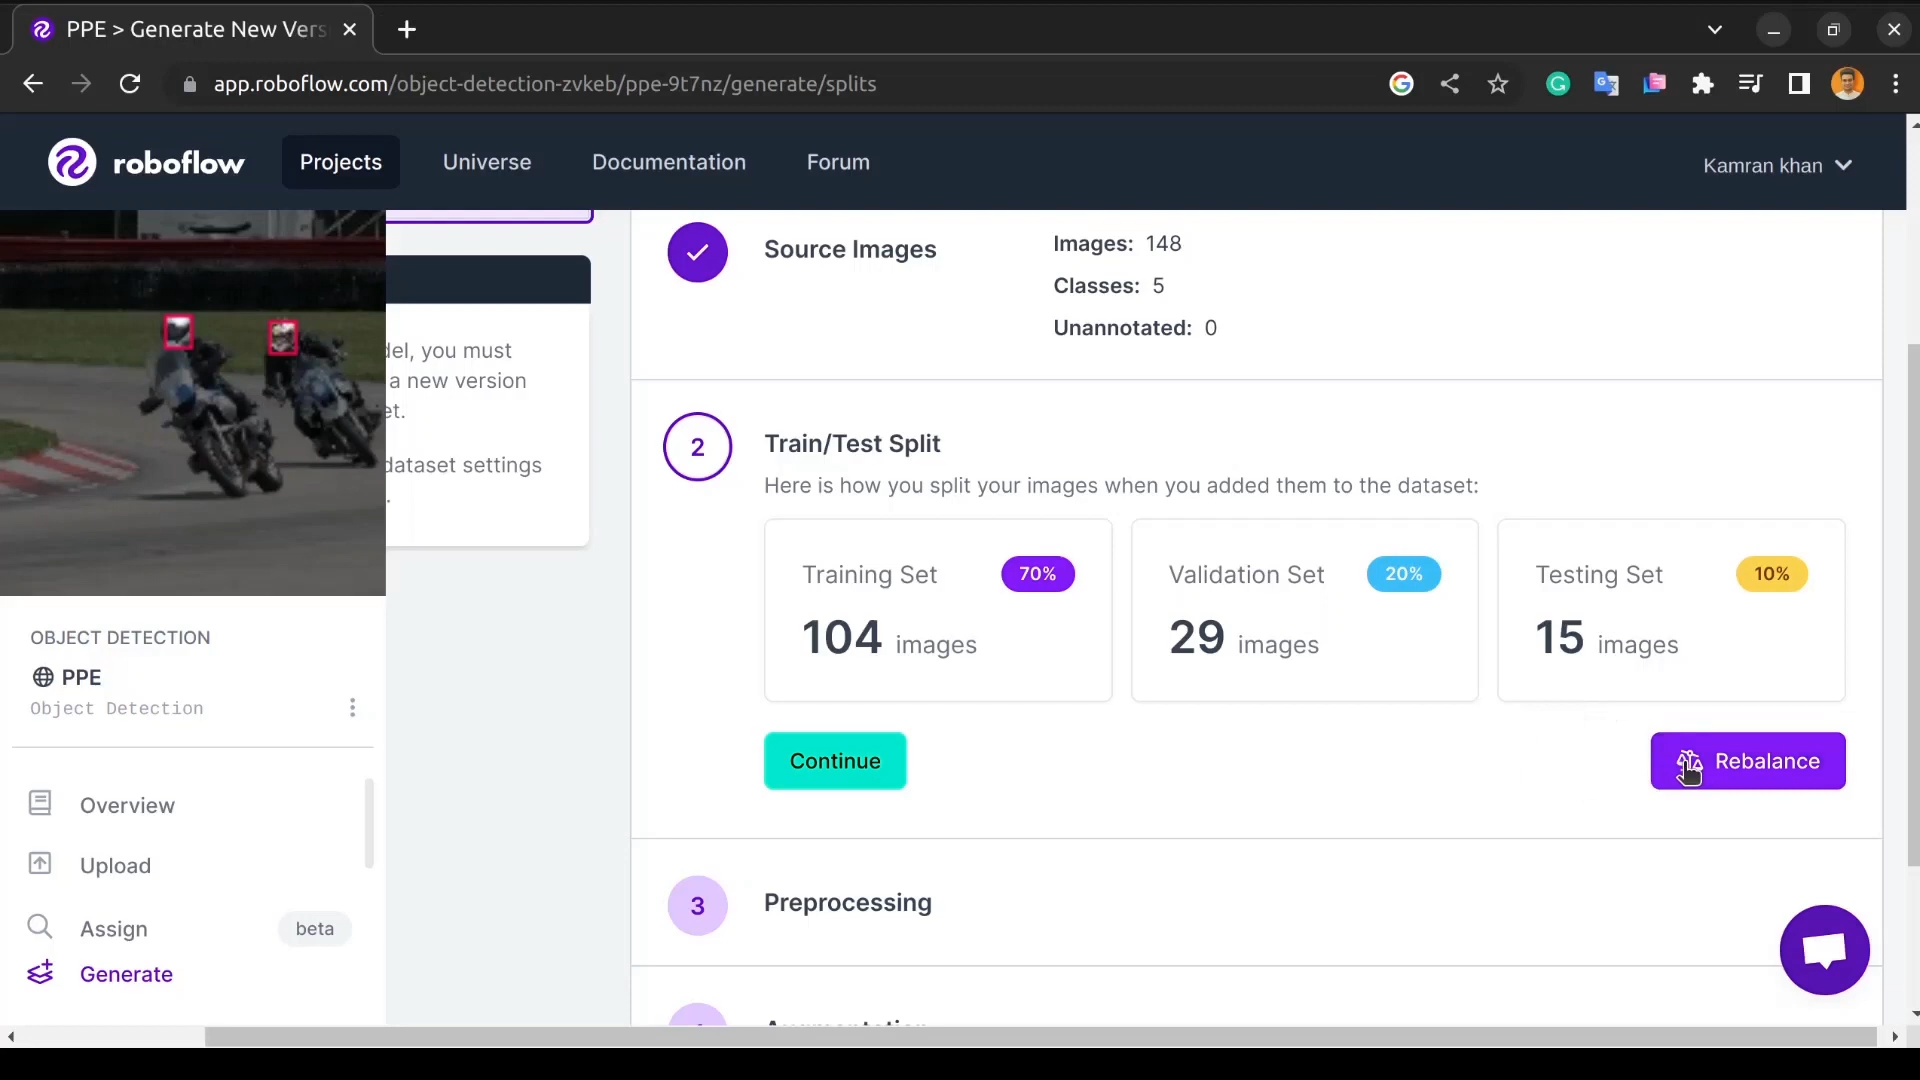 PPE > Generate New Vers
app.roboflow.com/object-detection-zvkeb/ppe-9t7nz/generate/splits
roboflow
Projects
Universe
Documentation
Forum
Kamran khan
Source Images
Images: 148
Classes: 5
Unannotated: 0
del, you must
a new version
et.
dataset settings
.
2
Train/Test Split
Here is how you split your images when you added them to the dataset:
Training Set
70%
104 images
Validation Set
20%
29 images
Testing Set
10%
15 images
Continue
Rebalance
3
Preprocessing
OBJECT DETECTION
PPE
Object Detection
Overview
Upload
Assign
beta
Generate